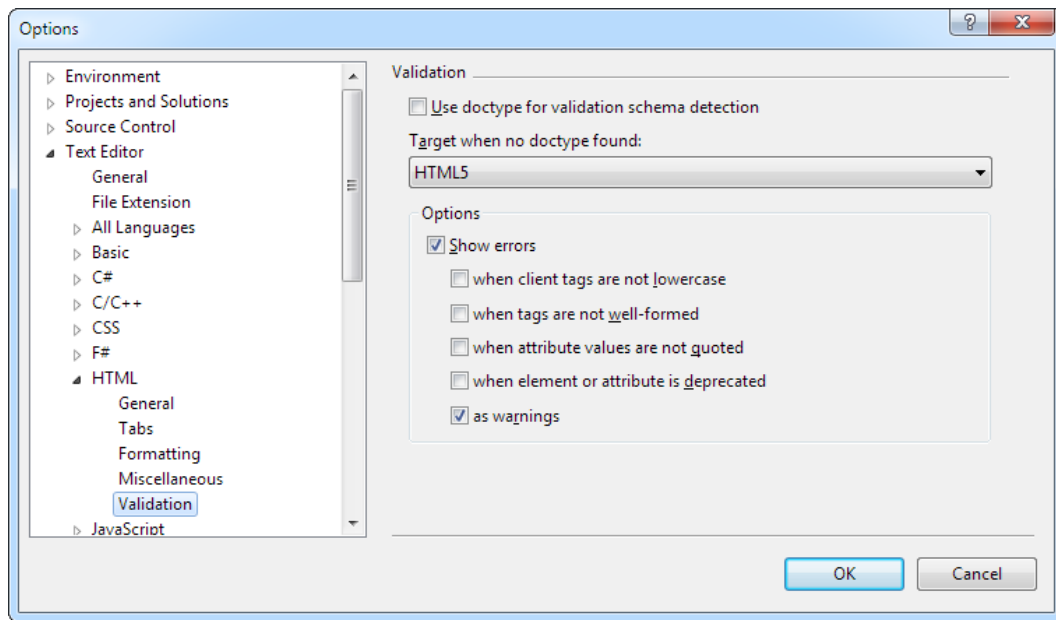 Options
Environment
Projects and Solutions
Source Control
Text Editor
General
File Extension
All Languages
Basic
C#
C/C++
CSS
F#
HTML
General
Tabs
Formatting
Miscellaneous
Validation
JavaScript
Validation
Use doctype for validation schema detection
Target when no doctype found:
HTML5
Options
Show errors
when client tags are not lowercase
when tags are not well-formed
when attribute values are not quoted
when element or attribute is deprecated
as warnings
OK
Cancel